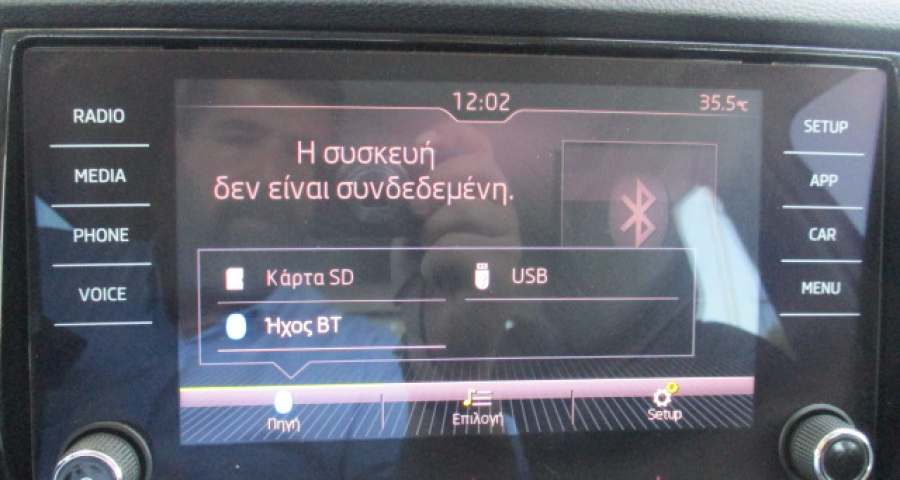 12:02
35.5°C
RADIO
MEDIA
PHONE
VOICE
SETUP
APP
CAR
MENU
Η συσκευή
δεν είναι συνδεδεμένη.
Κάρτα SD
USB
Ήχος BT
Πηγή
Επιλογή
Setup